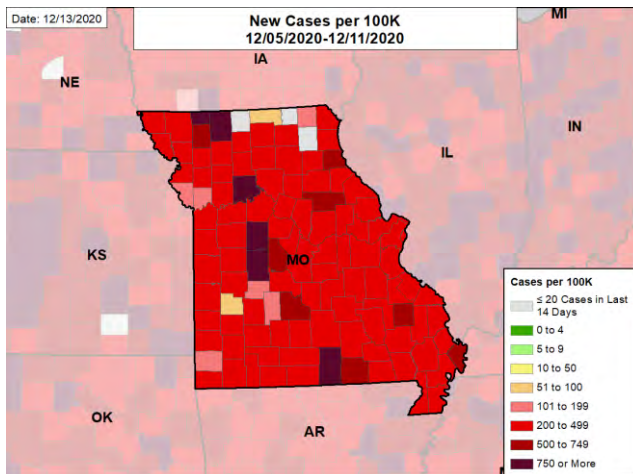 Date: 12/13/2020
New Cases per 100K
12/05/2020-12/11/2020
MI
IA
NE
IN
IL
KS
MO
OK
AR
Cases per 100K
≤ 20 Cases in Last
14 Days
0 to 4
5 to 9
10 to 50
51 to 100
101 to 199
200 to 499
500 to 749
750 or More